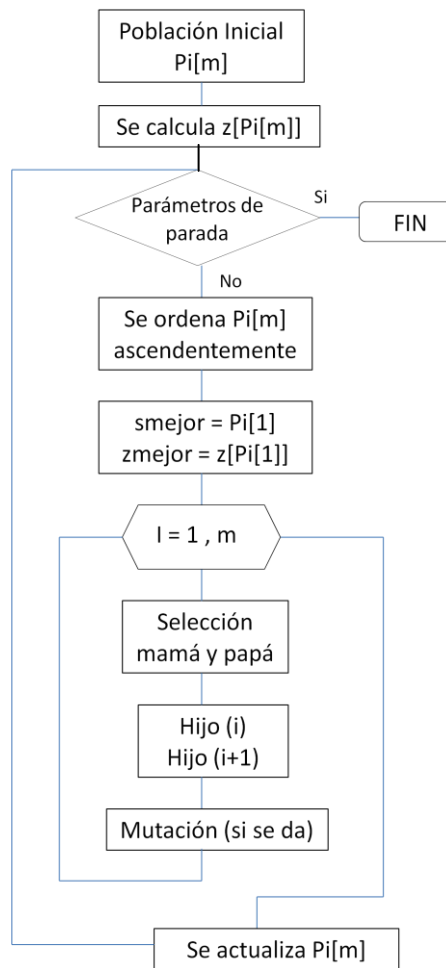 Población Inicial
Pi[m]
Se calcula z[Pi[m]]
Parámetros de
parada
Si
FIN
No
Se ordena Pi[m]
ascendentemente
smejor = Pi[1]
zmejor = z[Pi[1]]
I = 1 , m
Selección
mamá y papá
Hijo (i)
Hijo (i+1)
Mutación (si se da)
Se actualiza Pi[m]